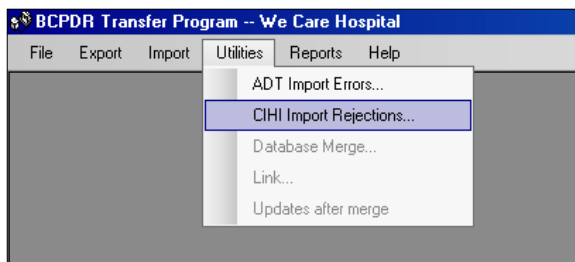 BCPDR Transfer Program -- We Care Hospital
File Export Import Utilities Reports Help
ADT Import Errors...
CIHI Import Rejections...
Database Merge...
Link...
Updates after merge